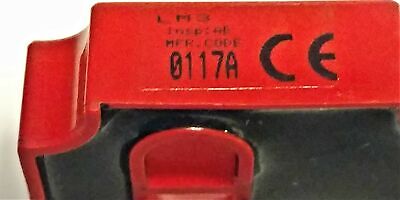 LM3
Insp:AE
MFR.CODE
0117A CE